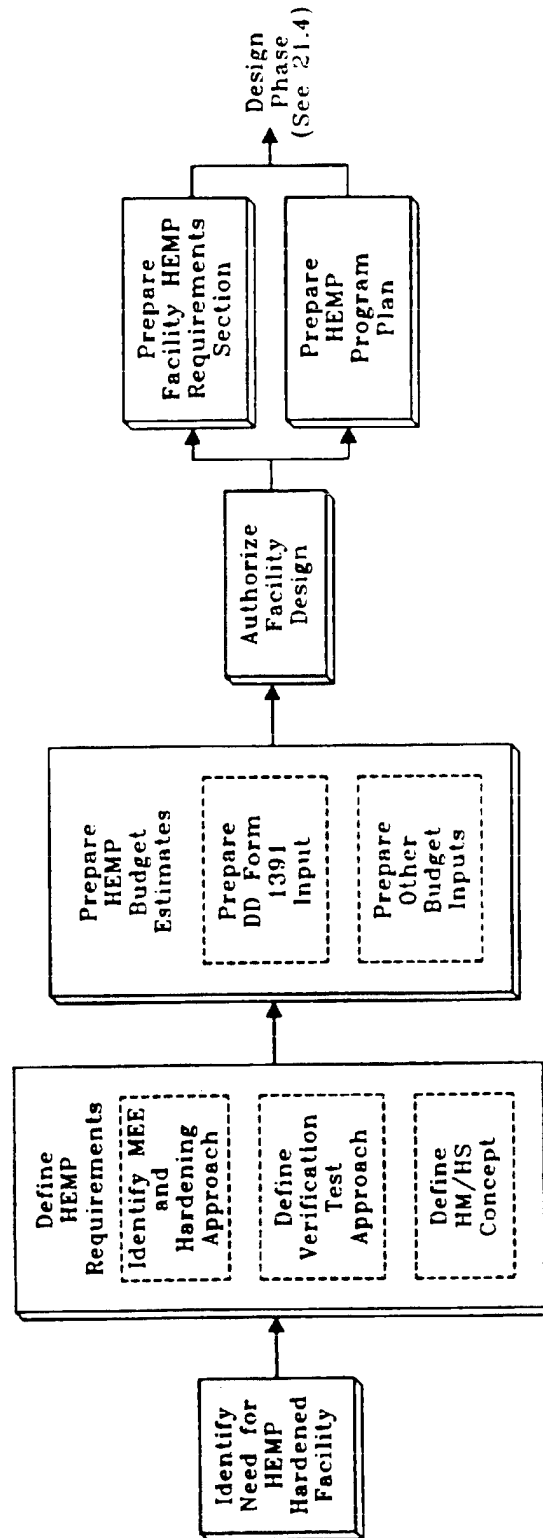 Identify
Need for
HEMP
Hardened
Facility
Define
HEMP
Requirements
Identify MEE
and
Hardening
Approach
Define
Verification
Test
Approach
Define
HM/HS
Concept
Prepare
HEMP
Budget
Estimates
Prepare
DD Form
1391
Input
Prepare
Other
Budget
Inputs
Authorize
Facility
Design
Prepare
Facility HEMP
Requirements
Section
Prepare
HEMP
Program
Plan
Design
Phase
(See 21.4)